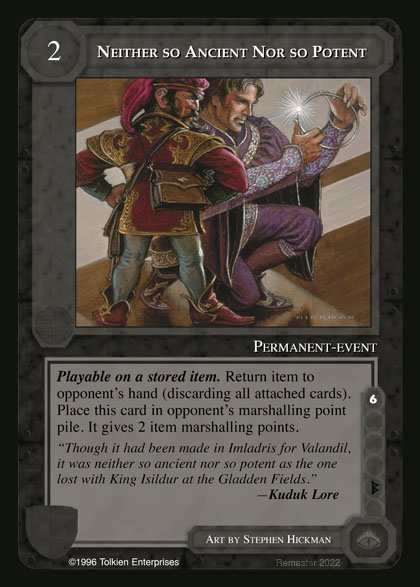 2
Neither so Ancient Nor so Potent
Permanent-event
Playable on a stored item. Return item to
opponent's hand (discarding all attached cards).
Place this card in opponent's marshalling point
pile. It gives 2 item marshalling points.
6
“Though it had been made in Imladris for Valandil,
it was neither so ancient nor so potent as the one
lost with King Isildur at the Gladden Fields.”
—Kuduk Lore
Art by Stephen Hickman
©1996 Tolkien Enterprises
Remaster 2022